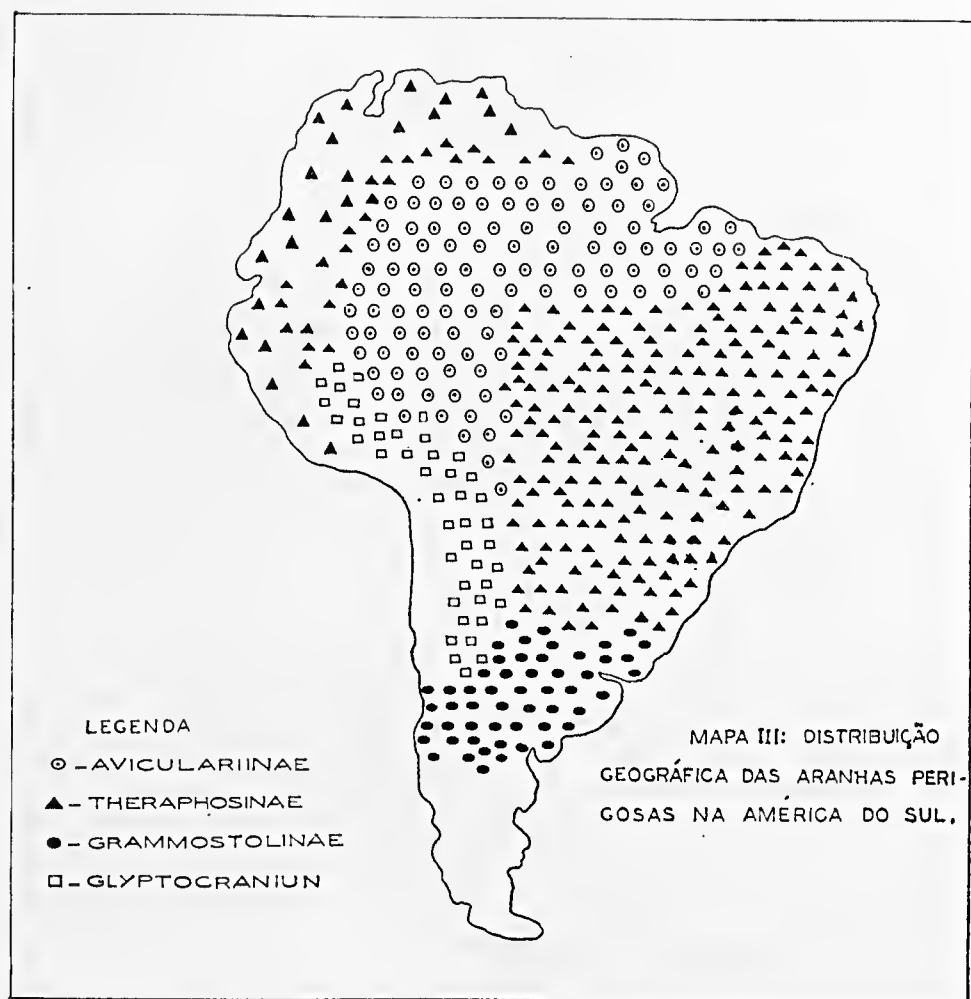 LEGENDA
⊙ - AVICULARIINAE
▲ - THERAPHOSINAE
● - GRAMMOSTOLINAE
□ - GLYPTOCRANIUN
MAPA III: DISTRIBUIÇÃO
GEOGRÁFICA DAS ARANHAS PERI-
GOSAS NA AMÉRICA DO SUL.